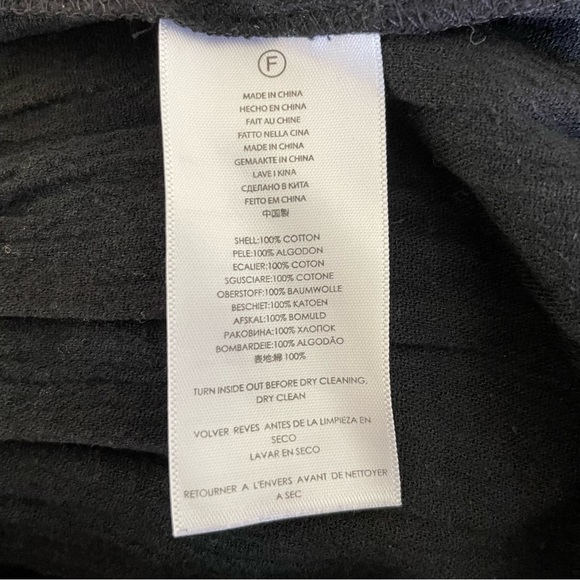 F
MADE IN CHINA
HECHO EN CHINA
FAIT AU CHINE
FATTO NELLA CINA
MADE IN CHINA
GEMAAKTE IN CHINA
LAVE I KINA
СДЕЛАНО В КИТА
FEITO EM CHINA
中国製
SHELL:100% COTTON
PELE:100% ALGODON
ECALIER:100% COTON
SGUSCIARE:100% COTONE
OBERSTOFF:100% BAUMWOLLE
BESCHIET:100% KATOEN
AFSKAL:100% BOMULD
РАКОВИНА:100% ХЛОПОК
BOMBARDEIE:100% ALGODÃO
表地:綿 100%
TURN INSIDE OUT BEFORE DRY CLEANING.
DRY CLEAN
VOLVER REVES ANTES DE LA LIMPIEZA EN
SECO
LAVAR EN SECO
RETOURNER A L'ENVERS AVANT DE NETTOYER
A SEC